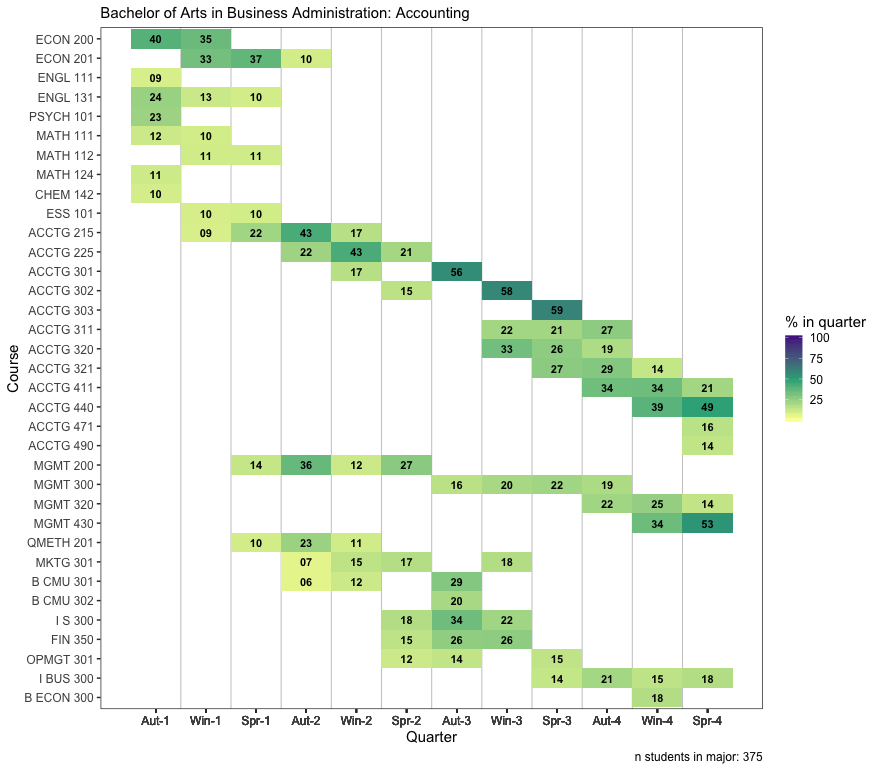 Bachelor of Arts in Business Administration: Accounting
ECON 200 40 35
ECON 201 33 37 10
ENGL 111 09
ENGL 131 24 13 10
PSYCH 101 23
MATH 111 12 10
MATH 112 11 11
MATH 124 11
CHEM 142 10
ESS 101 10 10
ACCTG 215 09 22 43 17
ACCTG 225 22 43 21
ACCTG 301 17 56
ACCTG 302 15 58
ACCTG 303 59
ACCTG 311 22 21 27
ACCTG 320 33 26 19
ACCTG 321 27 29 14
ACCTG 411 34 34 21
ACCTG 440 39 49
ACCTG 471 16
ACCTG 490 14
MGMT 200 14 36 12 27
MGMT 300 16 20 22 19
MGMT 320 22 25 14
MGMT 430 34 53
QMETH 201 10 23 11
MKTG 301 07 15 17 18
B CMU 301 06 12 29
B CMU 302 20
I S 300 18 34 22
FIN 350 15 26 26
OPMGT 301 12 14 15
I BUS 300 14 21 15 18
B ECON 300 18
Aut-1 Win-1 Spr-1 Aut-2 Win-2 Spr-2 Aut-3 Win-3 Spr-3 Aut-4 Win-4 Spr-4
Quarter
Course
% in quarter
100
75
50
25
n students in major: 375